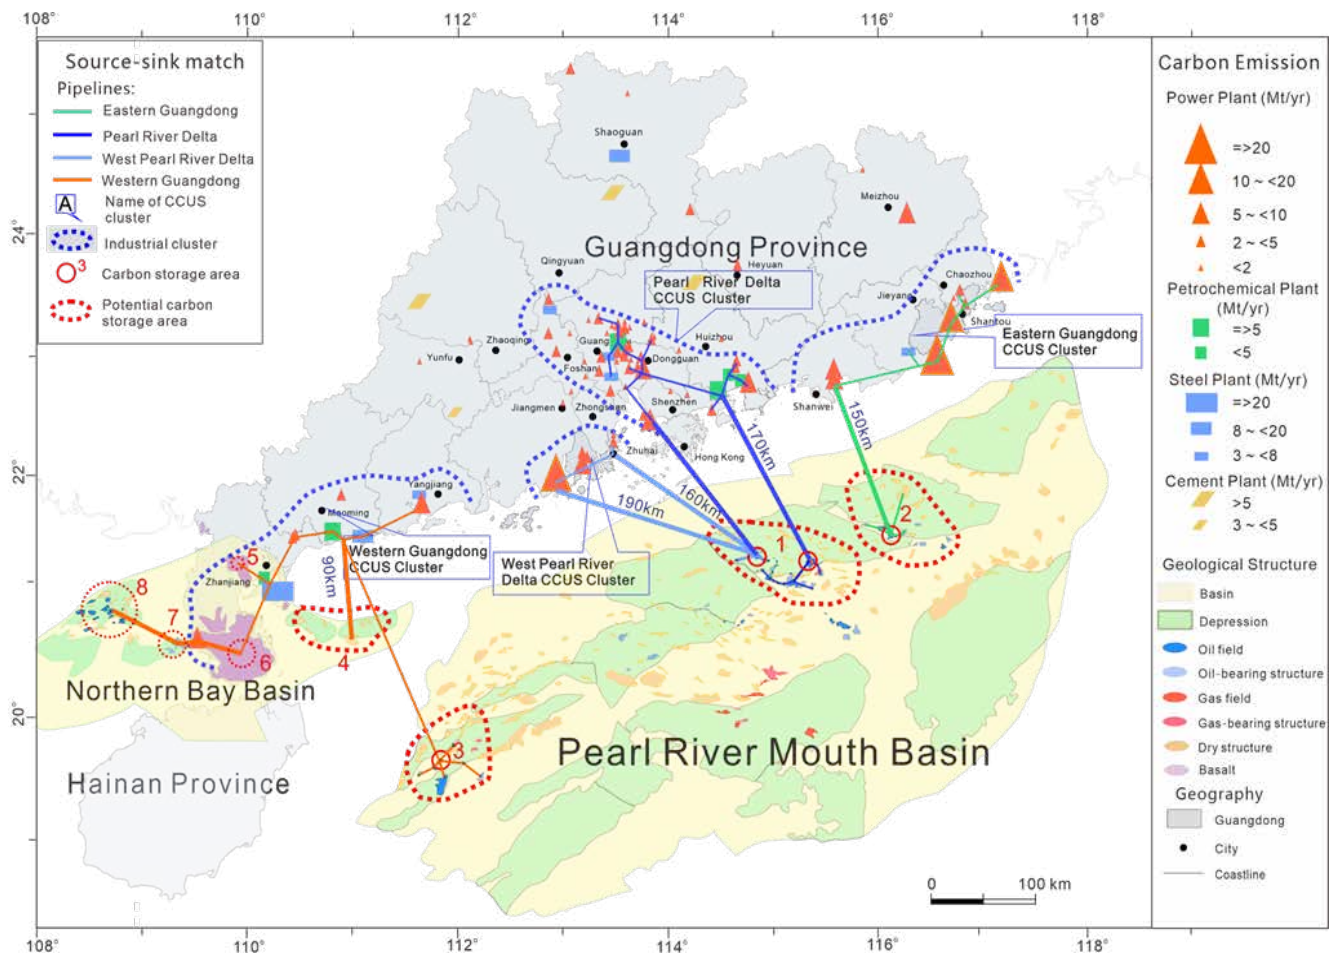 108°
110°
112°
114°
116°
118°
Source-sink match
Pipelines:
Eastern Guangdong
Pearl River Delta
West Pearl River Delta
Western Guangdong
A
Name of CCUS
cluster
Industrial cluster
3
Carbon storage area
Potential carbon
storage area
24°
22°
20°
Shaoguan
Meizhou
Guangdong Province
Qingyuan
Heyuan
Chaozhou
Jieyang
Shantou
Pearl River Delta
CCUS Cluster
Eastern Guangdong
CCUS Cluster
Zhaoqing
Yunfu
Guang
Foshan
Dongguan
Huizhou
Jiangmen
Zhongshan
Shenzhen
Shanwei
Zhuhai
Hong Kong
Yangjiang
Maoming
Zhanjiang
150km
170km
160km
190km
90km
Western Guangdong
CCUS Cluster
West Pearl River
Delta CCUS Cluster
1
2
3
4
5
6
7
8
Northern Bay Basin
Hainan Province
Pearl River Mouth Basin
0
100 km
108°
110°
112°
114°
116°
118°
Carbon Emission
Power Plant (Mt/yr)
=>20
10 ~ <20
5 ~ <10
2 ~ <5
<2
Petrochemical Plant
(Mt/yr)
=>5
<5
Steel Plant (Mt/yr)
=>20
8 ~ <20
3 ~ <8
Cement Plant (Mt/yr)
>5
3 ~ <5
Geological Structure
Basin
Depression
Oil field
Oil-bearing structure
Gas field
Gas-bearing structure
Dry structure
Basalt
Geography
Guangdong
City
Coastline